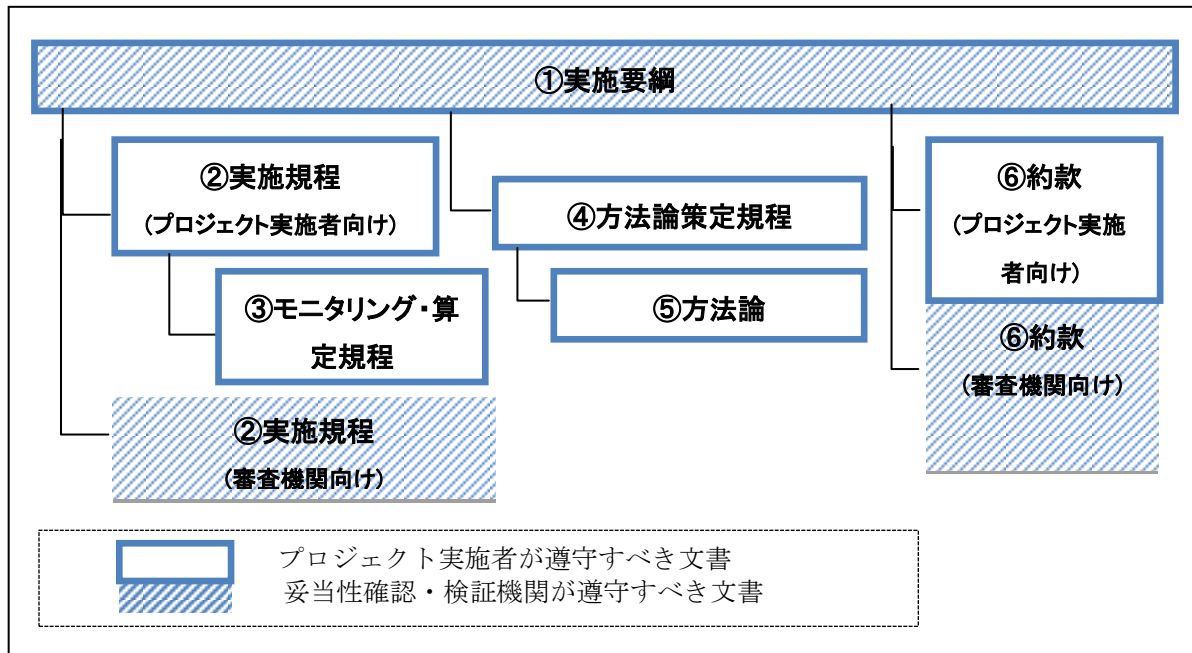 ①実施要綱
②実施規程
(プロジェクト実施者向け)
③モニタリング・算
定規程
②実施規程
(審査機関向け)
④方法論策定規程
⑤方法論
⑥約款
(プロジェクト実施
者向け)
⑥約款
(審査機関向け)
プロジェクト実施者が遵守すべき文書
妥当性確認・検証機関が遵守すべき文書